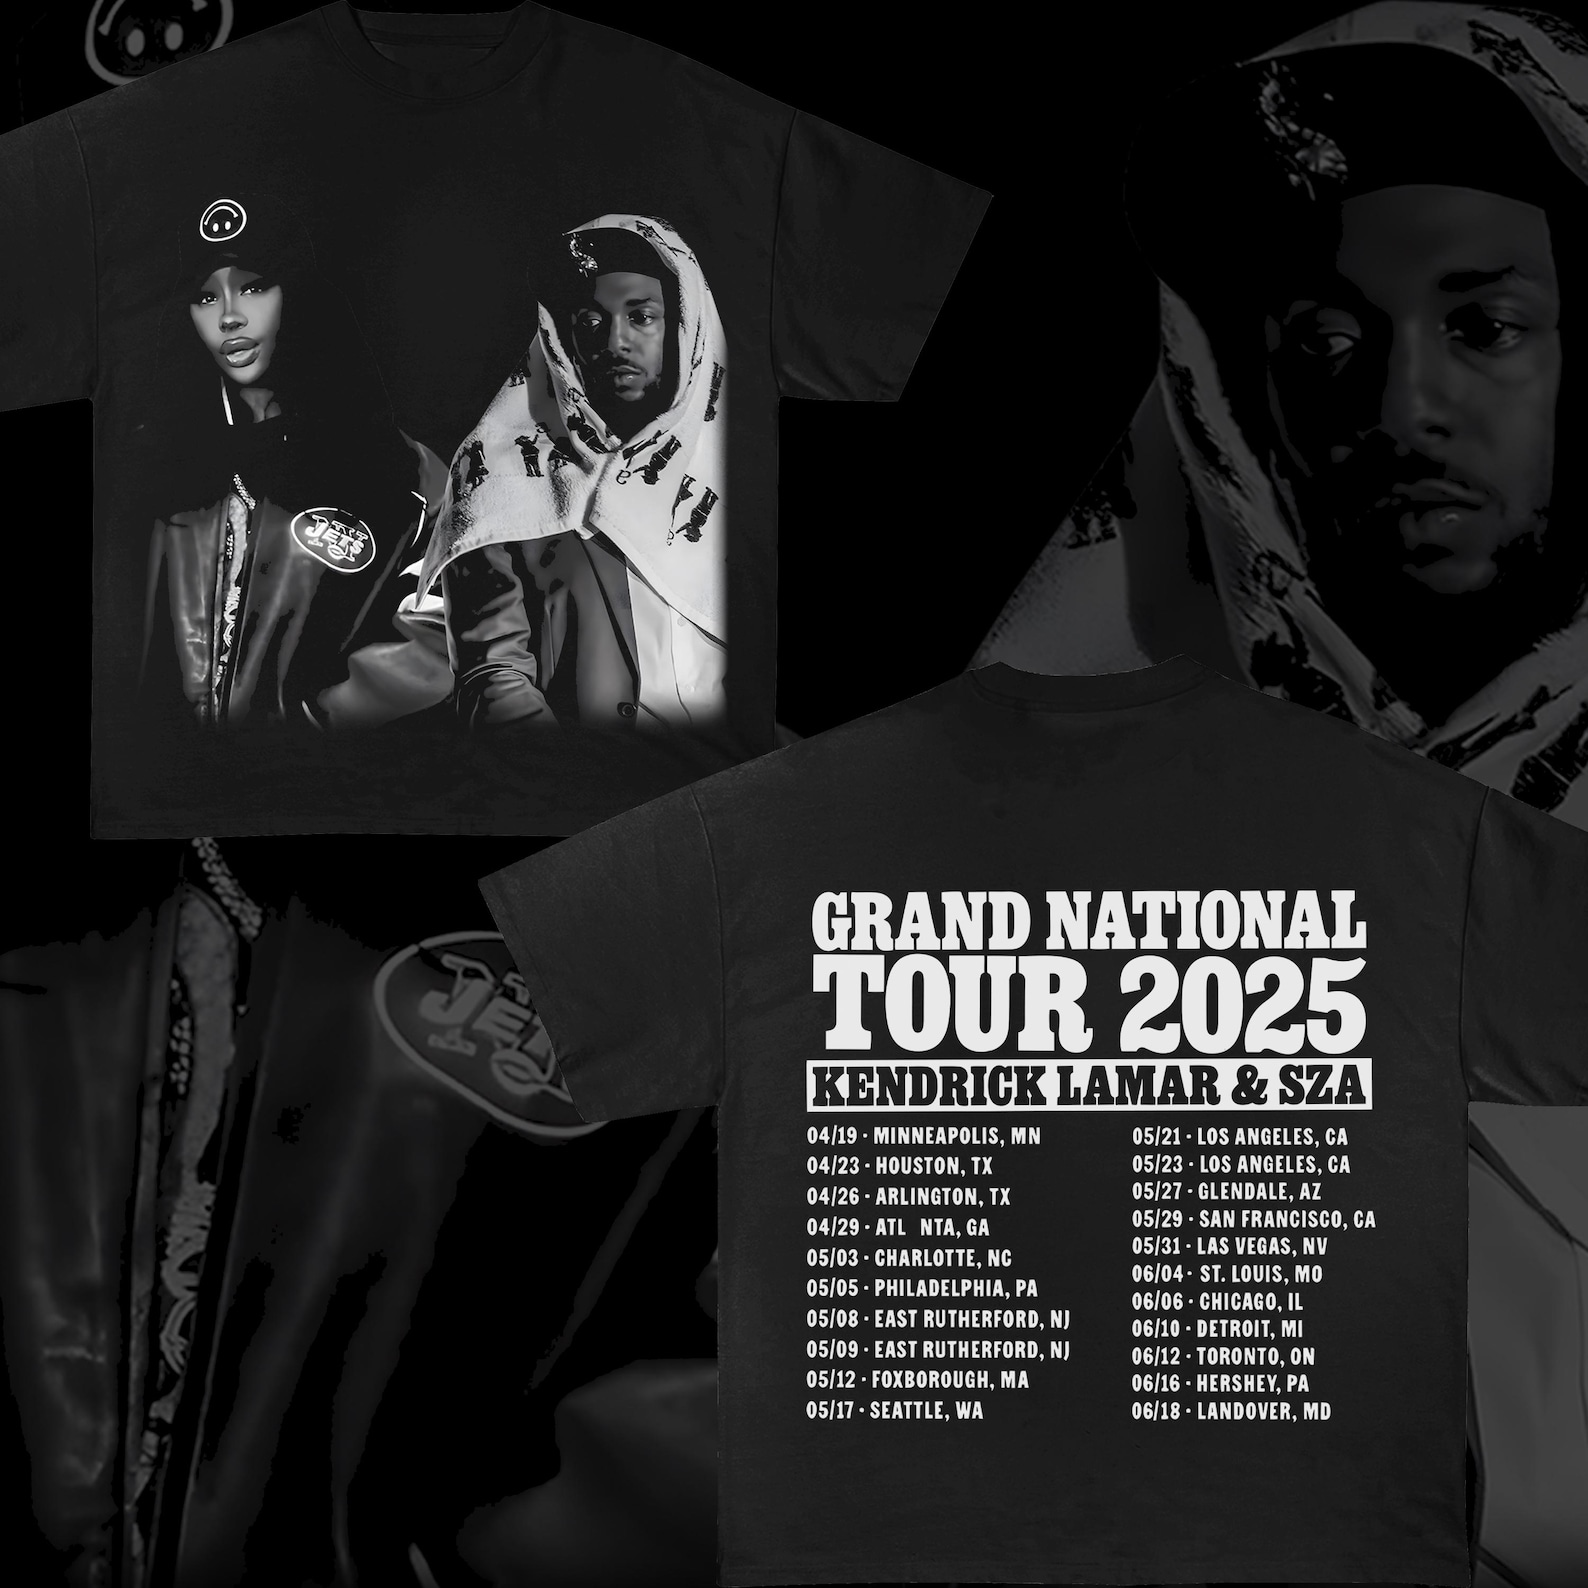 NY
JETS
GRAND NATIONAL
TOUR 2025
KENDRICK LAMAR & SZA
04/19 · MINNEAPOLIS, MN
04/23 · HOUSTON, TX
04/26 · ARLINGTON, TX
04/29 · ATL NTA, GA
05/03 · CHARLOTTE, NC
05/05 · PHILADELPHIA, PA
05/08 · EAST RUTHERFORD, NJ
05/09 · EAST RUTHERFORD, NJ
05/12 · FOXBOROUGH, MA
05/17 · SEATTLE, WA
05/21 · LOS ANGELES, CA
05/23 · LOS ANGELES, CA
05/27 · GLENDALE, AZ
05/29 · SAN FRANCISCO, CA
05/31 · LAS VEGAS, NV
06/04 · ST. LOUIS, MO
06/06 · CHICAGO, IL
06/10 · DETROIT, MI
06/12 · TORONTO, ON
06/16 · HERSHEY, PA
06/18 · LANDOVER, MD